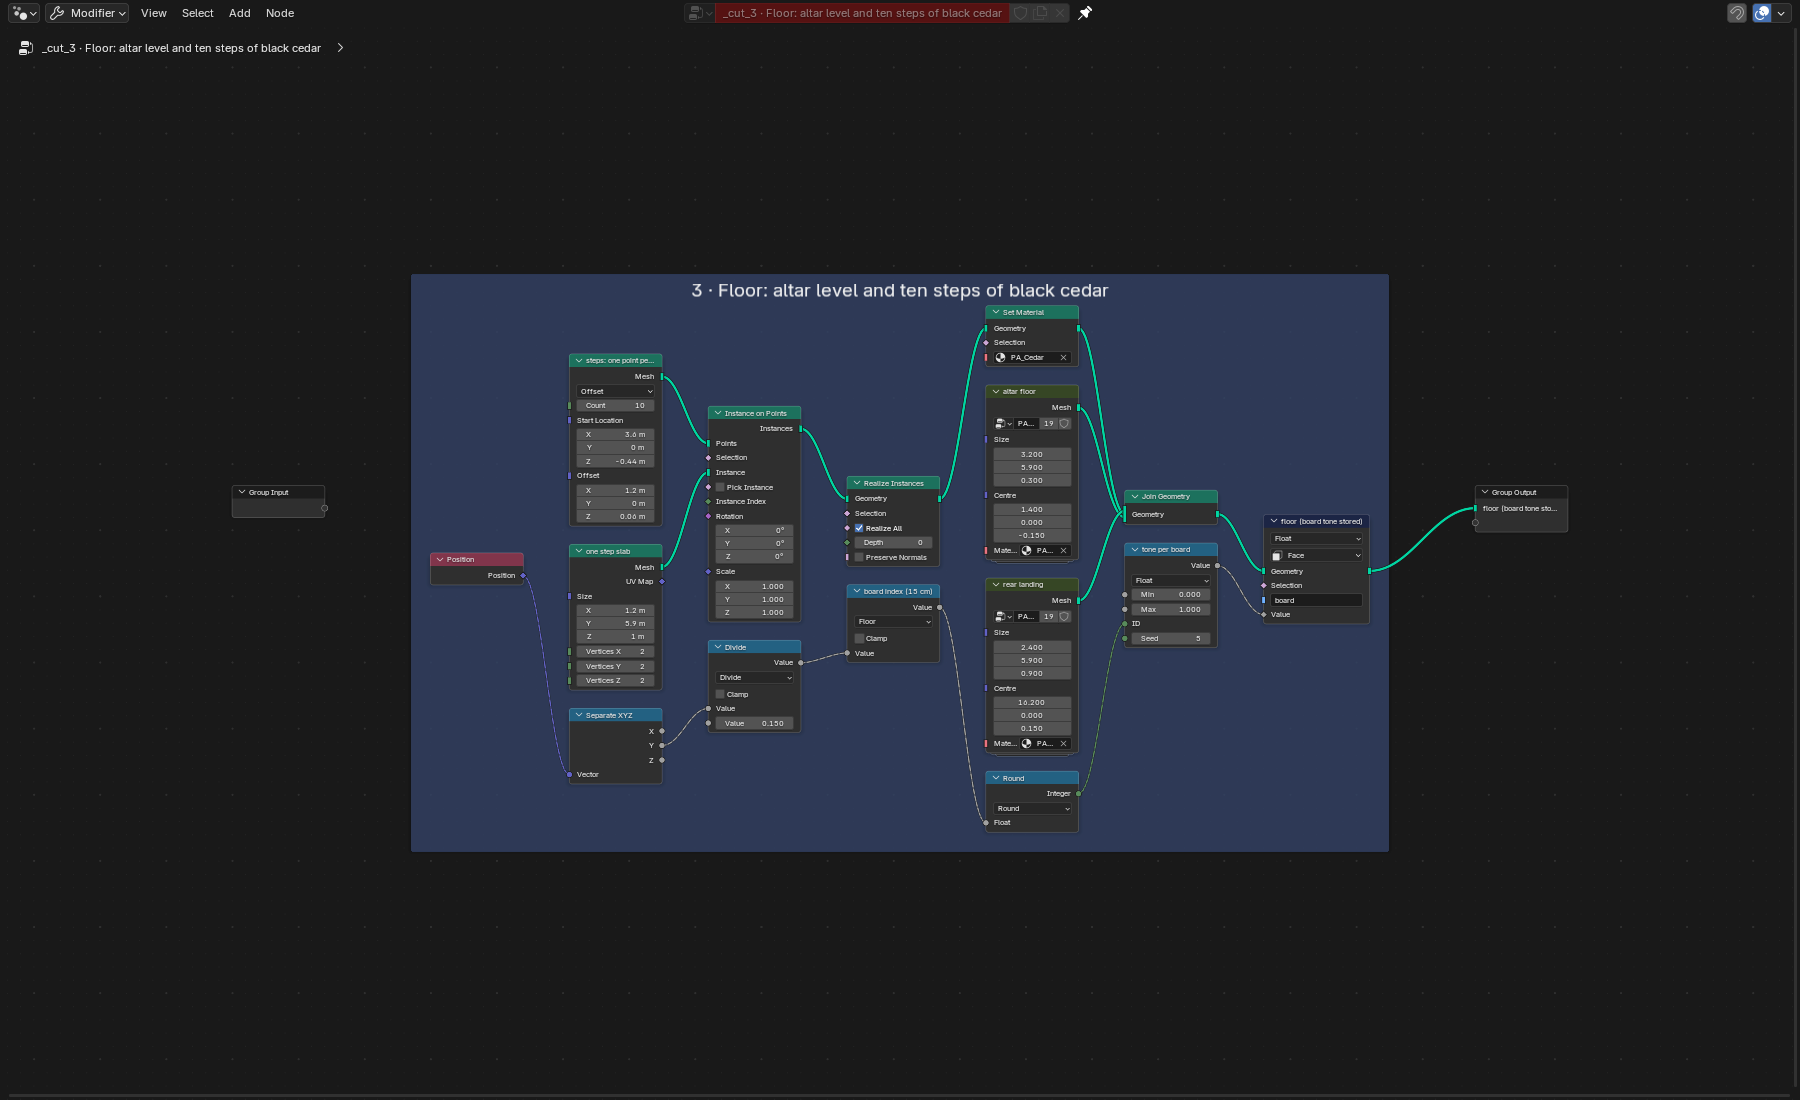 Modifier
View
Select
Add
Node
_cut_3 · Floor: altar level and ten steps of black cedar
_cut_3 · Floor: altar level and ten steps of black cedar
3 · Floor: altar level and ten steps of black cedar
Group Input
Position
Position
steps: one point pe...
Mesh
Offset
Count 10
Start Location
X 3.6 m
Y 0 m
Z -0.44 m
Offset
X 1.2 m
Y 0 m
Z 0.06 m
one step slab
Mesh
UV Map
Size
X 1.2 m
Y 5.9 m
Z 1 m
Vertices X 2
Vertices Y 2
Vertices Z 2
Separate XYZ
X
Y
Z
Vector
Instance on Points
Instances
Points
Selection
Instance
Pick Instance
Instance Index
Rotation
X 0°
Y 0°
Z 0°
Scale
X 1.000
Y 1.000
Z 1.000
Divide
Value
Divide
Clamp
Value
Value 0.150
Realize Instances
Geometry
Selection
Realize All
Depth 0
Preserve Normals
board index (15 cm)
Value
Floor
Clamp
Value
Set Material
Geometry
Selection
PA_Cedar
altar floor
Mesh
PA... 19
Size
3.200
5.900
0.300
Centre
1.400
0.000
-0.150
Mate... PA...
rear landing
Mesh
PA... 19
Size
2.400
5.900
0.900
Centre
16.200
0.000
0.150
Mate... PA...
Round
Integer
Round
Float
Join Geometry
Geometry
tone per board
Value
Float
Min 0.000
Max 1.000
ID
Seed 5
floor (board tone stored)
Float
Face
Geometry
Selection
board
Value
Group Output
floor (board tone sto...